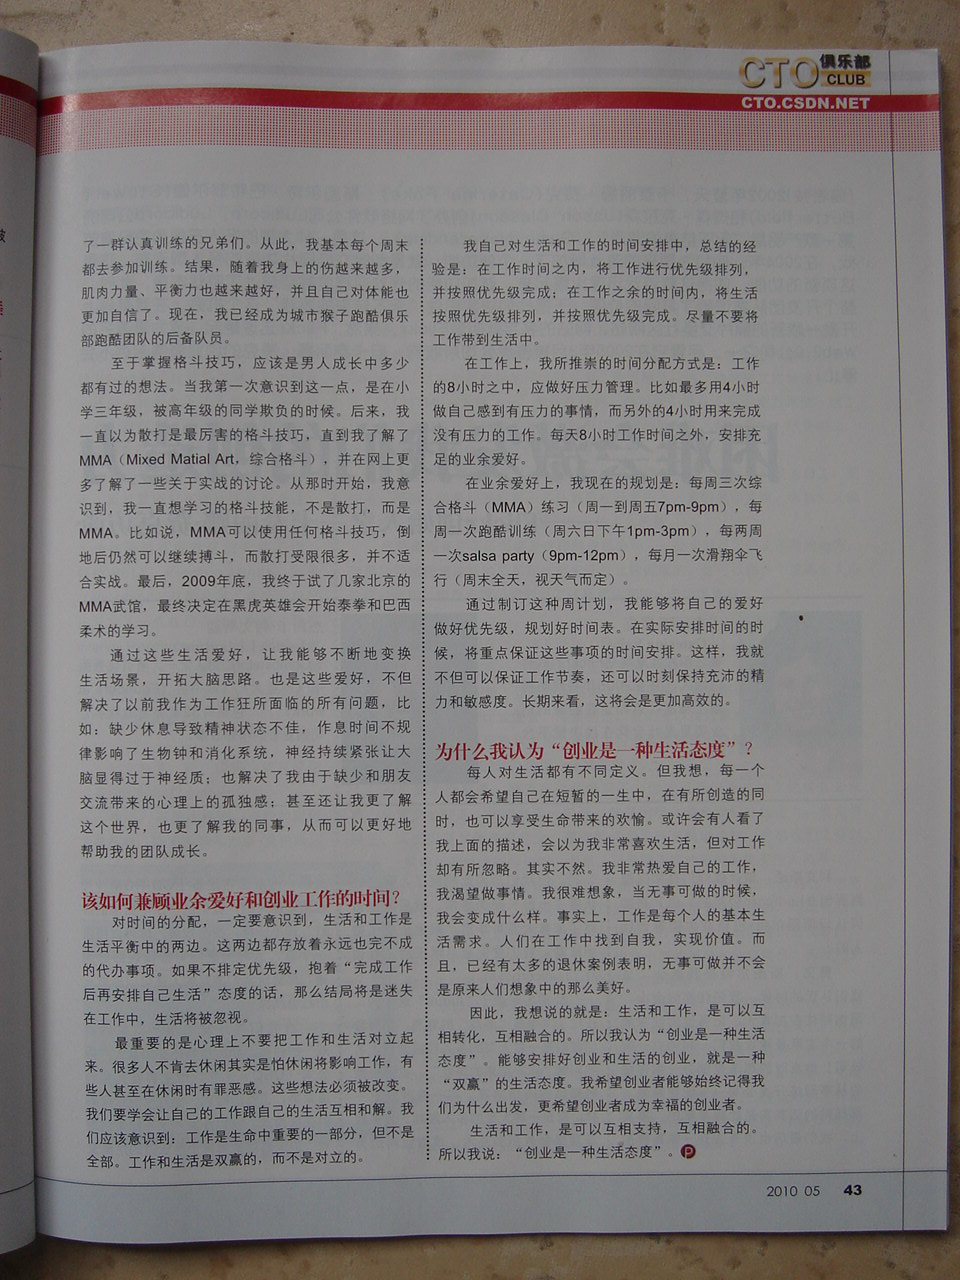 CTO俱乐部
CLUB
CTO.CSDN.NET
了一群认真训练的兄弟们。从此，我基本每个周末
都去参加训练。结果，随着我身上的伤越来越多，
肌肉力量、平衡力也越来越好，并且自己对体能也
更加自信了。现在，我已经成为城市猴子跑酷俱乐
部跑酷团队的后备队员。
至于掌握格斗技巧，应该是男人成长中多少
都有过的想法。当我第一次意识到这一点，是在小
学三年级，被高年级的同学欺负的时候。后来，我
一直以为散打是最厉害的格斗技巧，直到我了解了
MMA（Mixed Matial Art，综合格斗），并在网上更
多了解了一些关于实战的讨论。从那时开始，我意
识到，我一直想学习的格斗技能，不是散打，而是
MMA。比如说，MMA可以使用任何格斗技巧，倒
地后仍然可以继续搏斗，而散打受限很多，并不适
合实战。最后，2009年底，我终于试了几家北京的
MMA武馆，最终决定在黑虎英雄会开始泰拳和巴西
柔术的学习。
通过这些生活爱好，让我能够不断地变换
生活场景，开拓大脑思路。也是这些爱好，不但
解决了以前我作为工作狂所面临的所有问题，比
如：缺少休息导致精神状态不佳，作息时间不规
律影响了生物钟和消化系统，神经持续紧张让大
脑显得过于神经质；也解决了我由于缺少和朋友
交流带来的心理上的孤独感；甚至还让我更了解
这个世界，也更了解我的同事，从而可以更好地
帮助我的团队成长。
该如何兼顾业余爱好和创业工作的时间？
对时间的分配，一定要意识到，生活和工作是
生活平衡中的两边。这两边都存放着永远也完不成
的代办事项。如果不排定优先级，抱着“完成工作
后再安排自己生活”态度的话，那么结局将是迷失
在工作中，生活将被忽视。
最重要的是心理上不要把工作和生活对立起
来。很多人不肯去休闲其实是怕休闲将影响工作，有
些人甚至在休闲时有罪恶感。这些想法必须被改变。
我们要学会让自己的工作跟自己的生活互相和解。我
们应该意识到：工作是生命中重要的一部分，但不是
全部。工作和生活是双赢的，而不是对立的。
我自己对生活和工作的时间安排中，总结的经
验是：在工作时间之内，将工作进行优先级排列，
并按照优先级完成；在工作之余的时间内，将生活
按照优先级排列，并按照优先级完成。尽量不要将
工作带到生活中。
在工作上，我所推崇的时间分配方式是：工作
的8小时之中，应做好压力管理。比如最多用4小时
做自己感到有压力的事情，而另外的4小时用来完成
没有压力的工作。每天8小时工作时间之外，安排充
足的业余爱好。
在业余爱好上，我现在的规划是：每周三次综
合格斗（MMA）练习（周一到周五7pm-9pm），每
周一次跑酷训练（周六日下午1pm-3pm），每两周
一次salsa party（9pm-12pm），每月一次滑翔伞飞
行（周末全天，视天气而定）。
通过制订这种周计划，我能够将自己的爱好
做好优先级，规划好时间表。在实际安排时间的时
候，将重点保证这些事项的时间安排。这样，我就
不但可以保证工作节奏，还可以时刻保持充沛的精
力和敏感度。长期来看，这将会是更加高效的。
为什么我认为“创业是一种生活态度”？
每人对生活都有不同定义。但我想，每一个
人都会希望自己在短暂的一生中，在有所创造的同
时，也可以享受生命带来的欢愉。或许会有人看了
我上面的描述，会以为我非常喜欢生活，但对工作
却有所忽略。其实不然。我非常热爱自己的工作，
我渴望做事情。我很难想象，当无事可做的时候，
我会变成什么样。事实上，工作是每个人的基本生
活需求。人们在工作中找到自我，实现价值。而
且，已经有太多的退休案例表明，无事可做并不会
是原来人们想象中的那么美好。
因此，我想说的就是：生活和工作，是可以互
相转化，互相融合的。所以我认为“创业是一种生活
态度”。能够安排好创业和生活的创业，就是一种
“双赢”的生活态度。我希望创业者能够始终记得我
们为什么出发，更希望创业者成为幸福的创业者。
生活和工作，是可以互相支持，互相融合的。
所以我说：“创业是一种生活态度”。P
2010 05 43